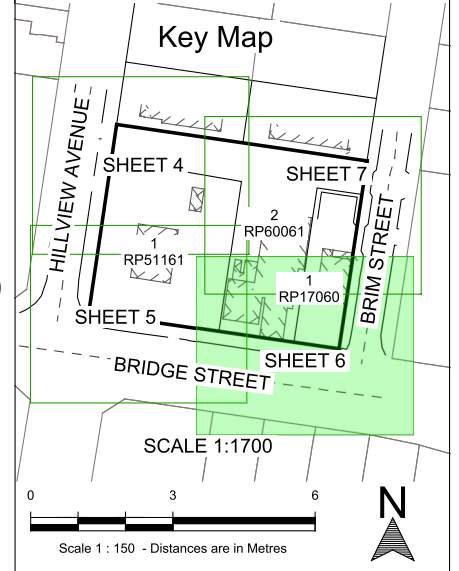 Key Map
HILLVIEW AVENUE
SHEET 4
SHEET 7
2
RP60061
1
RP51161
BRIM STREET
1
RP17060
SHEET 5
SHEET 6
BRIDGE STREET
SCALE 1:1700
0 3 6
N
Scale 1 : 150 - Distances are in Metres